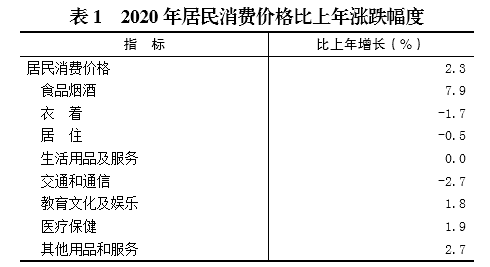 表 1 2020 年居民消费价格比上年涨跌幅度
指 标 比上年增长（%）
居民消费价格 2.3
食品烟酒 7.9
衣 着 -1.7
居 住 -0.5
生活用品及服务 0.0
交通和通信 -2.7
教育文化及娱乐 1.8
医疗保健 1.9
其他用品和服务 2.7